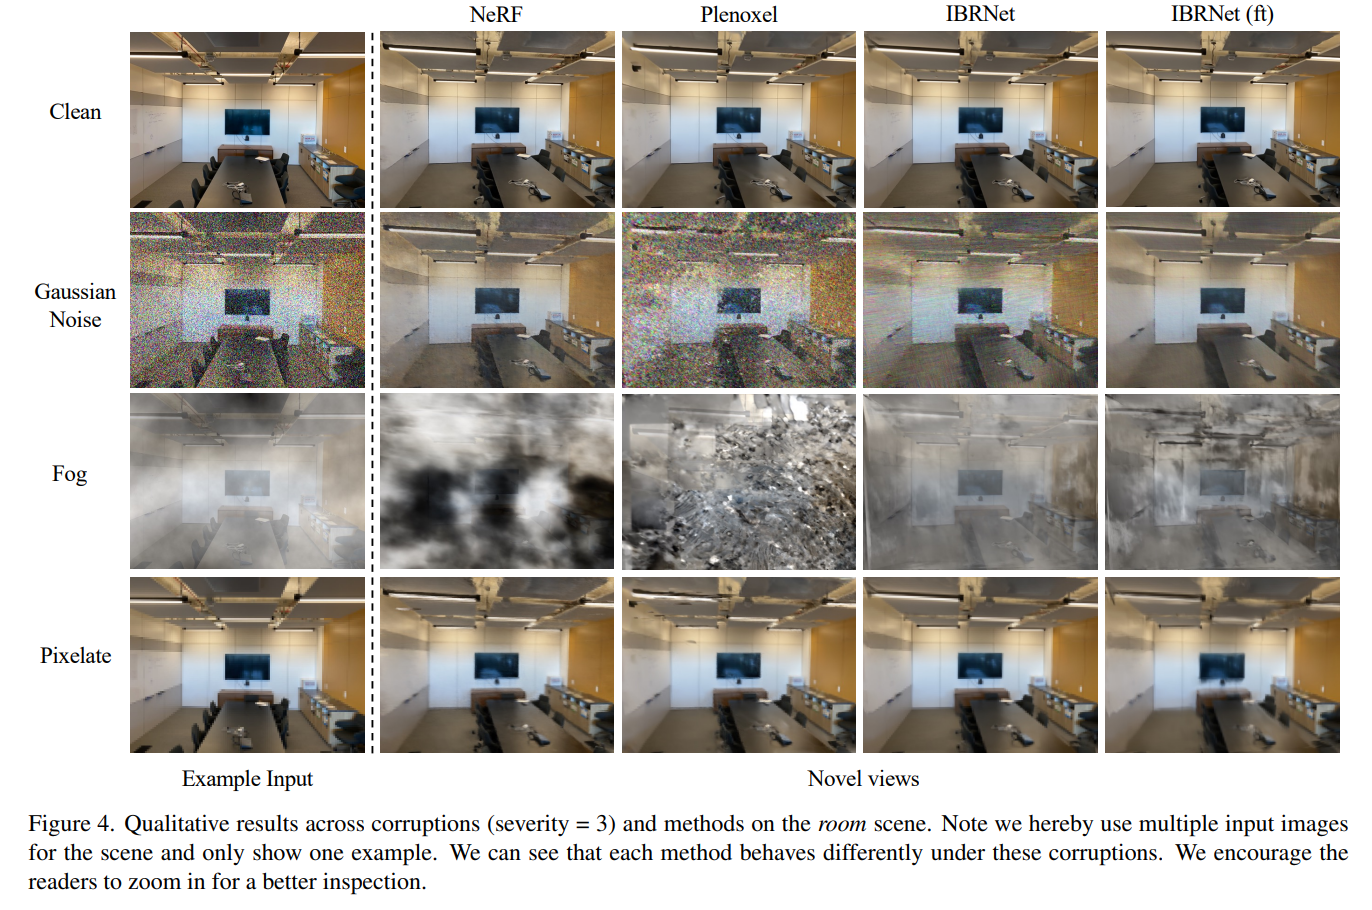 NeRF
Plenoxel
IBRNet
IBRNet (ft)
Clean
Gaussian
Noise
Fog
Pixelate
Example Input
Novel views
Figure 4. Qualitative results across corruptions (severity = 3) and methods on the room scene. Note we hereby use multiple input images
for the scene and only show one example. We can see that each method behaves differently under these corruptions. We encourage the
readers to zoom in for a better inspection.